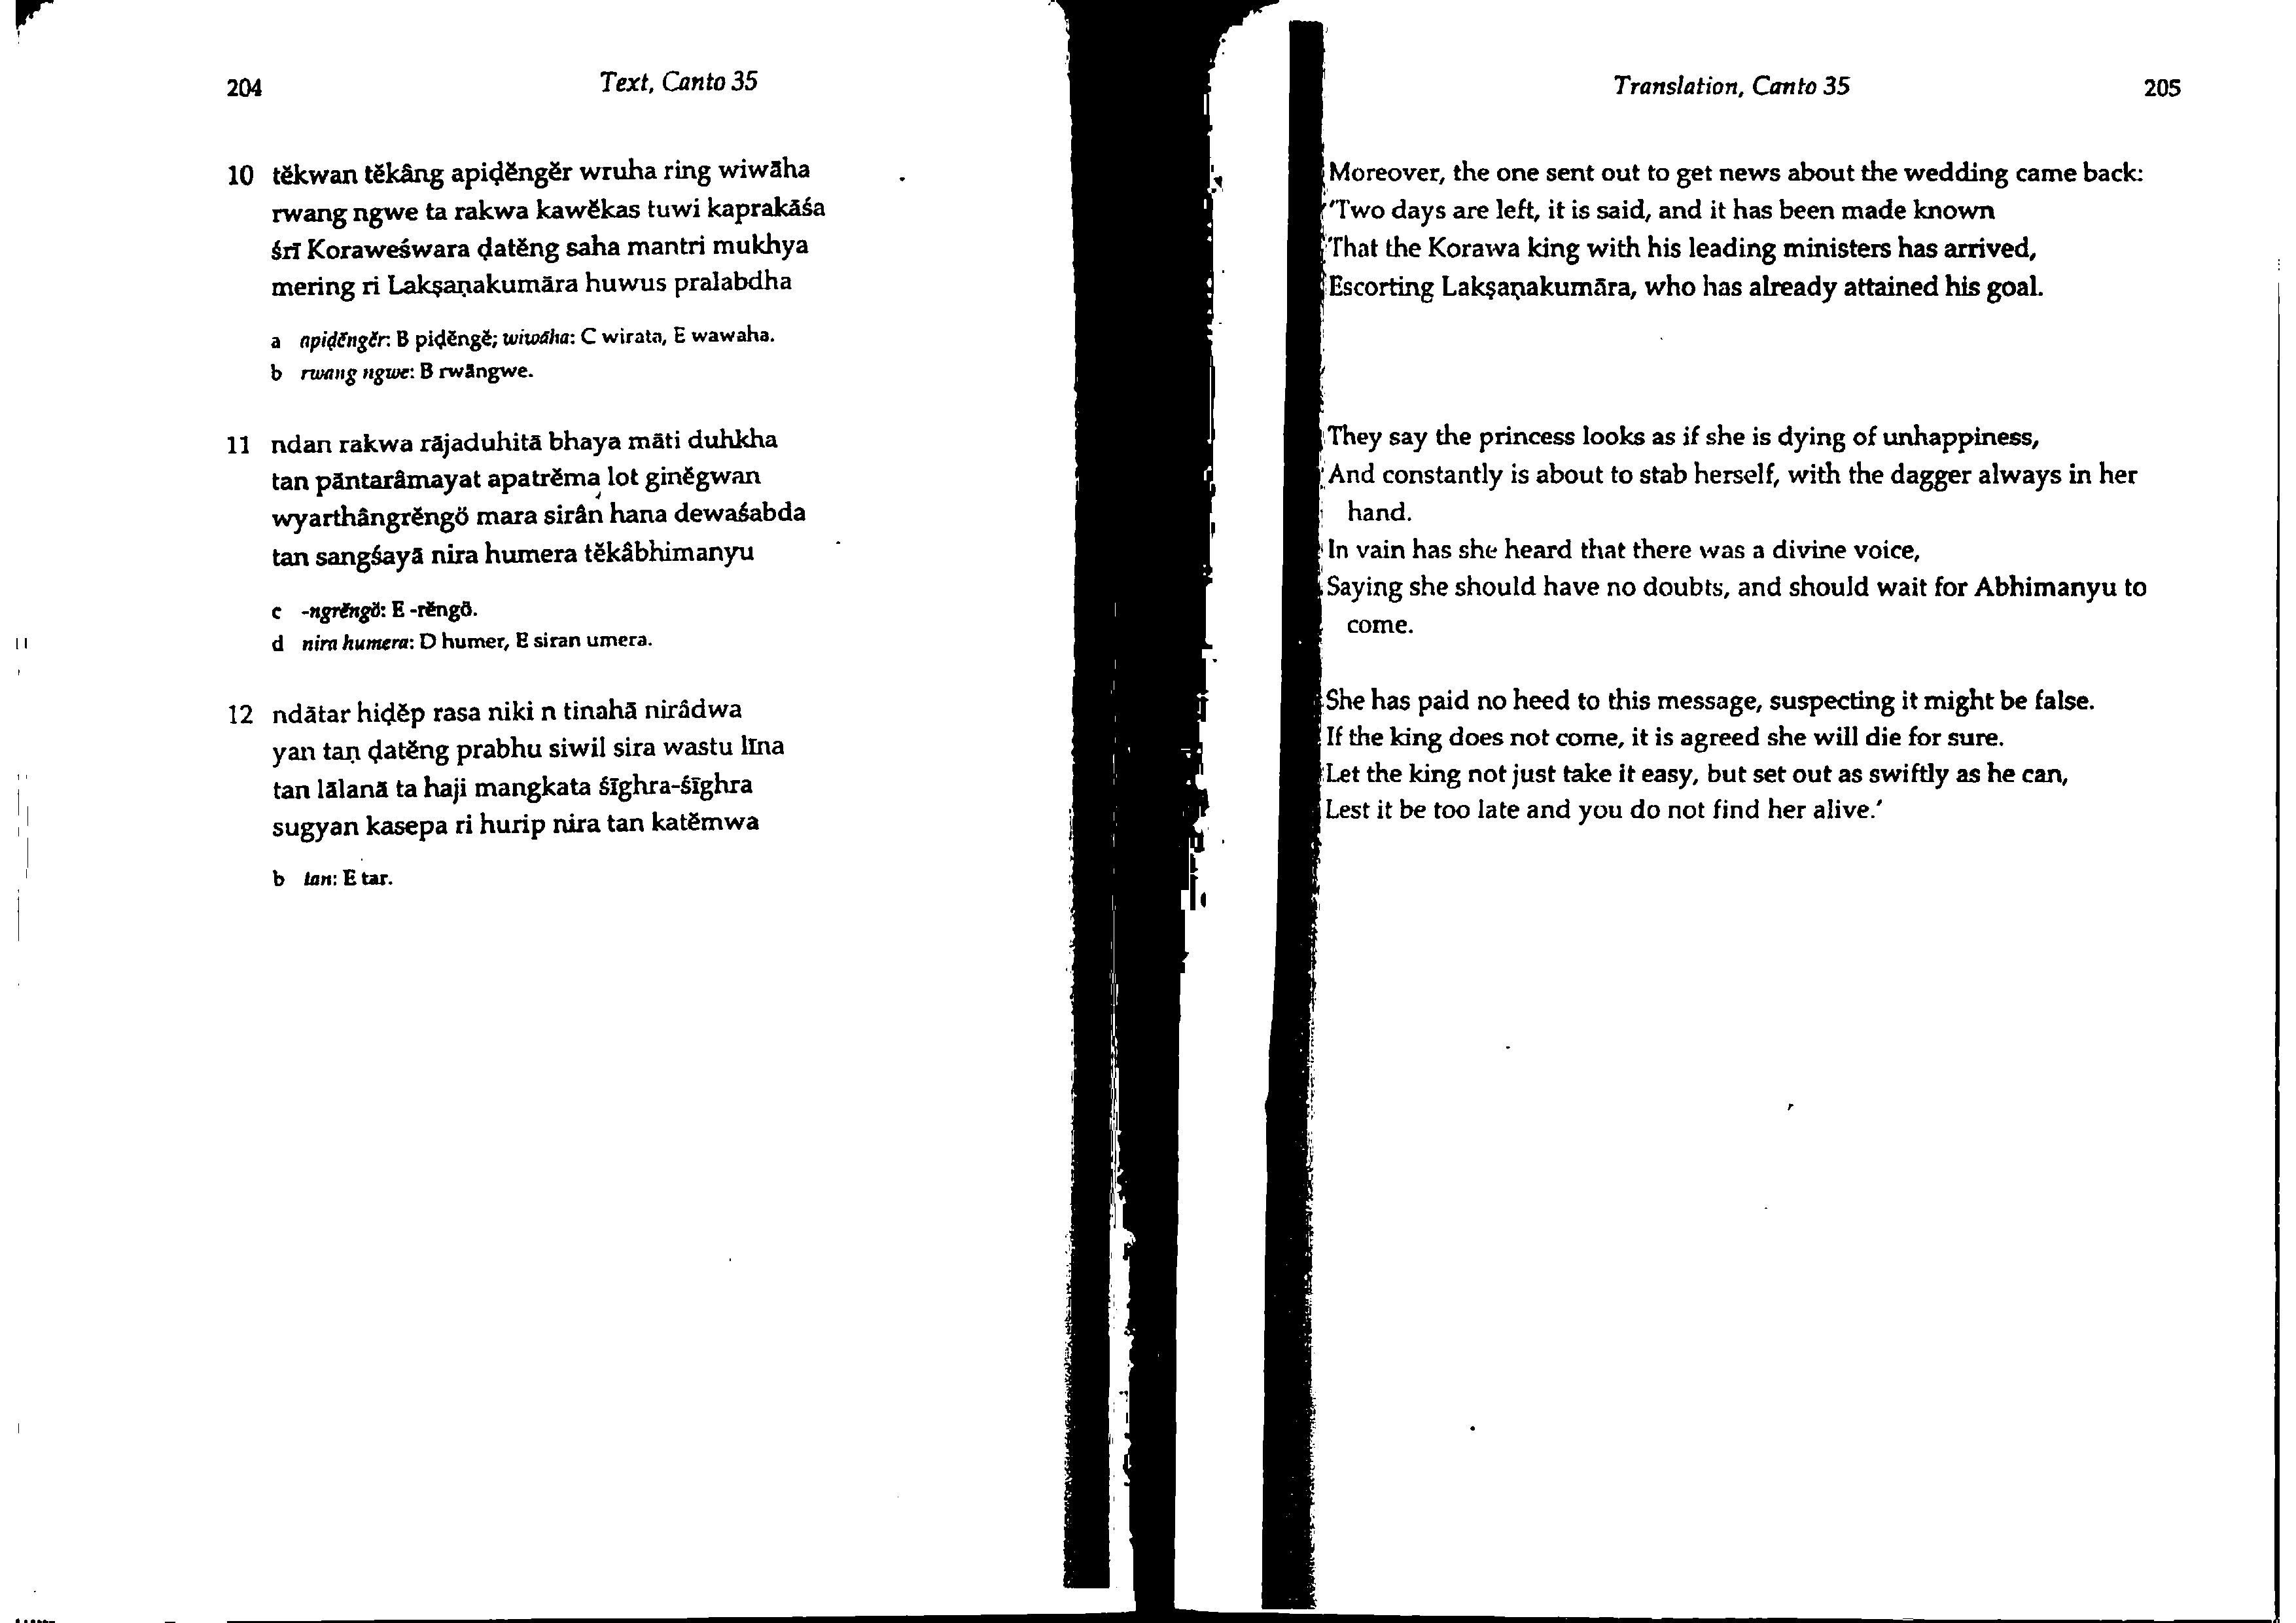 204
Text, Canto 35
10 tĕkwan tĕkâng apiḍĕngĕr wruha ring wiwāha
rwang ngwe ta rakwa kawĕkas tuwi kaprakāśa
śrī Koraweśwara ḍatĕng saha mantri mukhya
mering ri Lakṣaṇakumāra huwus pralabdha
a apiḍĕngĕr: B piḍĕngĕ; wiwāha: C wirata, E wawaha.
b rwang ngwe: B rwāngwe.
11 ndan rakwa rājaduhitā bhaya māti duhkha
tan pāntarâmayat apatrĕma lot ginĕgwan
wyarthângrĕngö mara sirân hana dewaśabda
tan sangśayā nira humera tĕkâbhimanyu
c -ngrĕngö: E -rĕngö.
d nira humera: D humer, E siran umera.
12 ndātar hiḍĕp rasa niki n tinahā nirâdwa
yan taṇ ḍatĕng prabhu siwil sira wastu līna
tan lālanā ta haji mangkata śīghra-śīghra
sugyan kasepa ri hurip nira tan katĕmwa
b tan: E tar.
Translation, Canto 35
205
Moreover, the one sent out to get news about the wedding came back:
'Two days are left, it is said, and it has been made known
That the Korawa king with his leading ministers has arrived,
Escorting Lakṣaṇakumāra, who has already attained his goal.
They say the princess looks as if she is dying of unhappiness,
And constantly is about to stab herself, with the dagger always in her
hand.
In vain has she heard that there was a divine voice,
Saying she should have no doubts, and should wait for Abhimanyu to
come.
She has paid no heed to this message, suspecting it might be false.
If the king does not come, it is agreed she will die for sure.
Let the king not just take it easy, but set out as swiftly as he can,
Lest it be too late and you do not find her alive.'